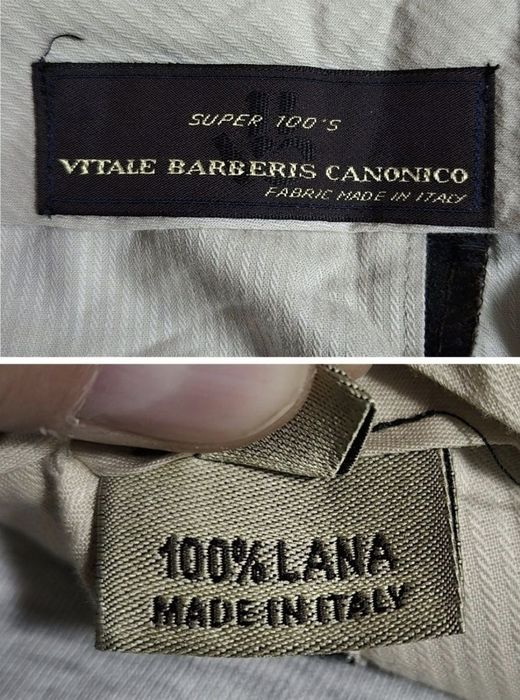 SUPER 100'S
VITALE BARBERIS CANONICO
FABRIC MADE IN ITALY
100% LANA
MADE IN ITALY